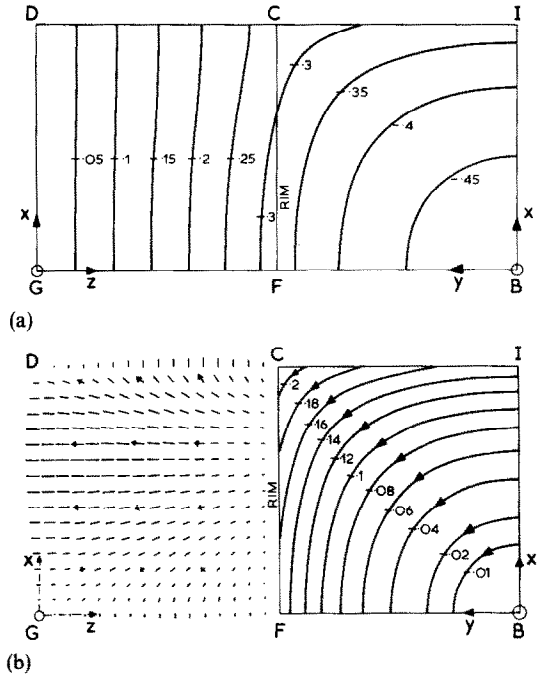 D C I
·3
·35
·4
·05 ·1 ·15 ·2 ·25
·45
RIM
·3
x x
G z F y B
(a)
D C I
·2
·18
·16
·14
·12
·1
·08
·06
·04
·02
·01
RIM
x x
G z F y B
(b)